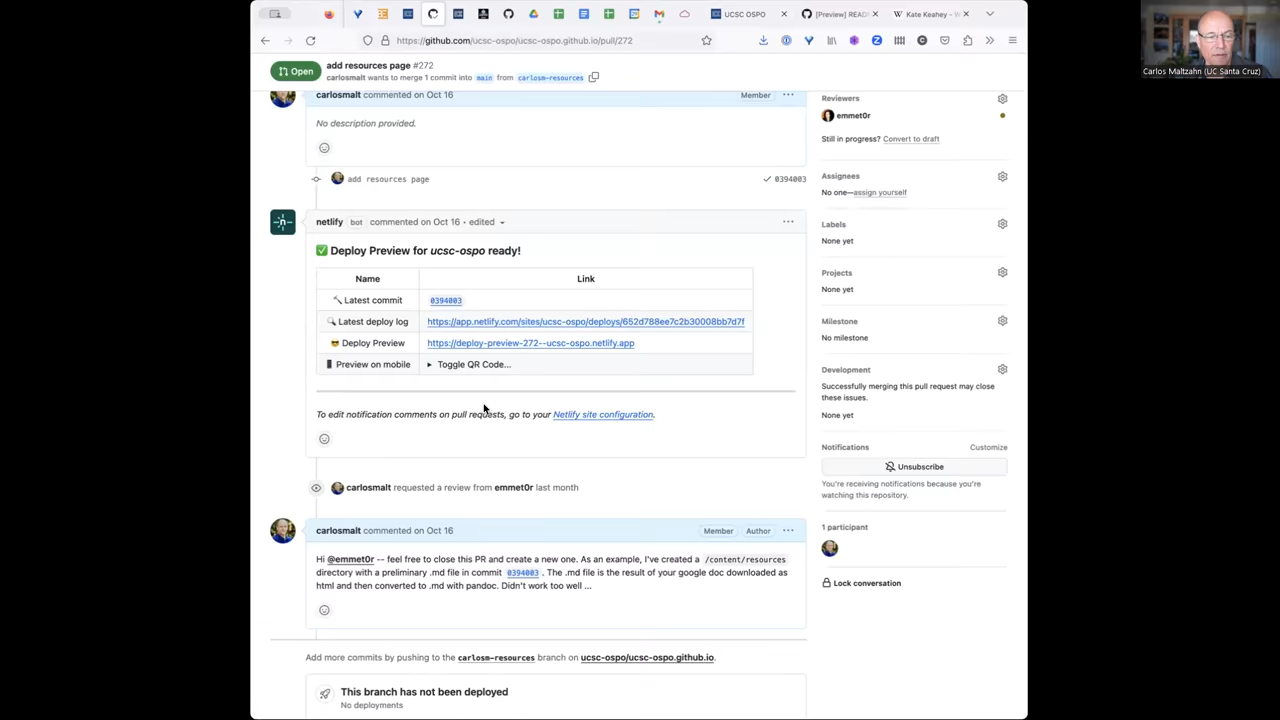 UCSC OSPO
[Preview] READ
Kate Keahey - W
https://github.com/ucsc-ospo/ucsc-ospo.github.io/pull/272
Carlos Maltzahn (UC Santa Cruz)
Open
add resources page #272
carlosmalt wants to merge 1 commit into main from carlosm-resources
carlosmalt commented on Oct 16
Member
No description provided.
add resources page
0394003
netlify bot commented on Oct 16 • edited
Deploy Preview for ucsc-ospo ready!
Name Link
Latest commit 0394003
Latest deploy log https://app.netlify.com/sites/ucsc-ospo/deploys/652d788ee7c2b30008bb7d7f
Deploy Preview https://deploy-preview-272--ucsc-ospo.netlify.app
Preview on mobile Toggle QR Code...
To edit notification comments on pull requests, go to your Netlify site configuration.
carlosmalt requested a review from emmet0r last month
carlosmalt commented on Oct 16
Member Author
Hi @emmet0r -- feel free to close this PR and create a new one. As an example, I've created a /content/resources
directory with a preliminary .md file in commit 0394003 . The .md file is the result of your google doc downloaded as
html and then converted to .md with pandoc. Didn't work too well ...
Add more commits by pushing to the carlosm-resources branch on ucsc-ospo/ucsc-ospo.github.io.
This branch has not been deployed
No deployments
Reviewers
emmet0r
Still in progress? Convert to draft
Assignees
No one—assign yourself
Labels
None yet
Projects
None yet
Milestone
No milestone
Development
Successfully merging this pull request may close
these issues.
None yet
Notifications
Customize
Unsubscribe
You're receiving notifications because you're
watching this repository.
1 participant
Lock conversation